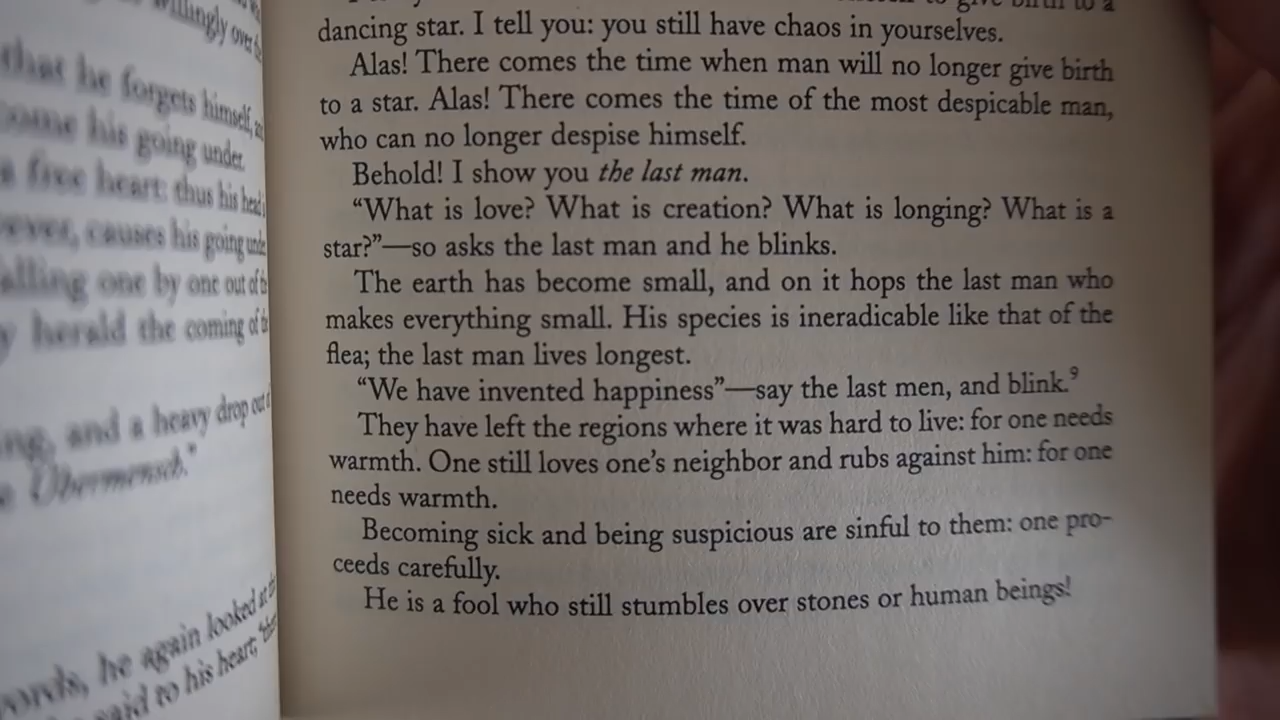 willingly over
that he forgets himself,
come his going under.
a free heart: thus his head
causes his going
falling one by one out of
herald the coming of
and a heavy drop out
Übermensch."
words, he again looked at
said to his heart;
to give birth to a
dancing star. I tell you: you still have chaos in yourselves.
Alas! There comes the time when man will no longer give birth
to a star. Alas! There comes the time of the most despicable man,
who can no longer despise himself.
Behold! I show you the last man.
“What is love? What is creation? What is longing? What is a
star?”—so asks the last man and he blinks.
The earth has become small, and on it hops the last man who
makes everything small. His species is ineradicable like that of the
flea; the last man lives longest.
“We have invented happiness”—say the last men, and blink.⁹
They have left the regions where it was hard to live: for one needs
warmth. One still loves one’s neighbor and rubs against him: for one
needs warmth.
Becoming sick and being suspicious are sinful to them: one pro-
ceeds carefully.
He is a fool who still stumbles over stones or human beings!